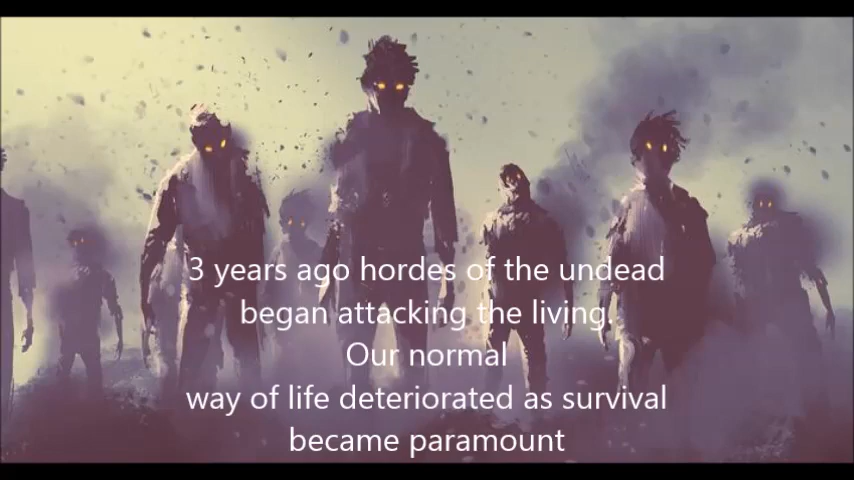 3 years ago hordes of the undead
began attacking the living.
Our normal
way of life deteriorated as survival
became paramount